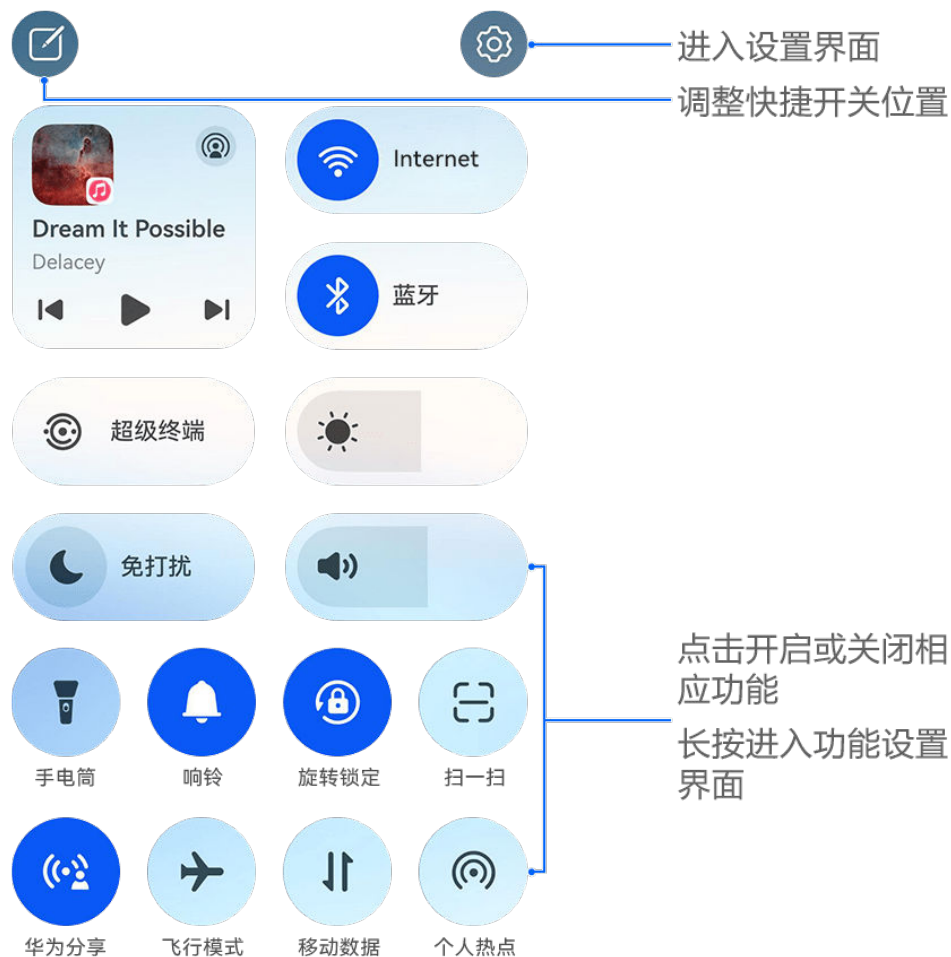 进入设置界面
调整快捷开关位置
Internet
Dream It Possible
Delacey
蓝牙
超级终端
免打扰
点击开启或关闭相
应功能
长按进入功能设置
界面
手电筒
响铃
旋转锁定
扫一扫
华为分享
飞行模式
移动数据
个人热点